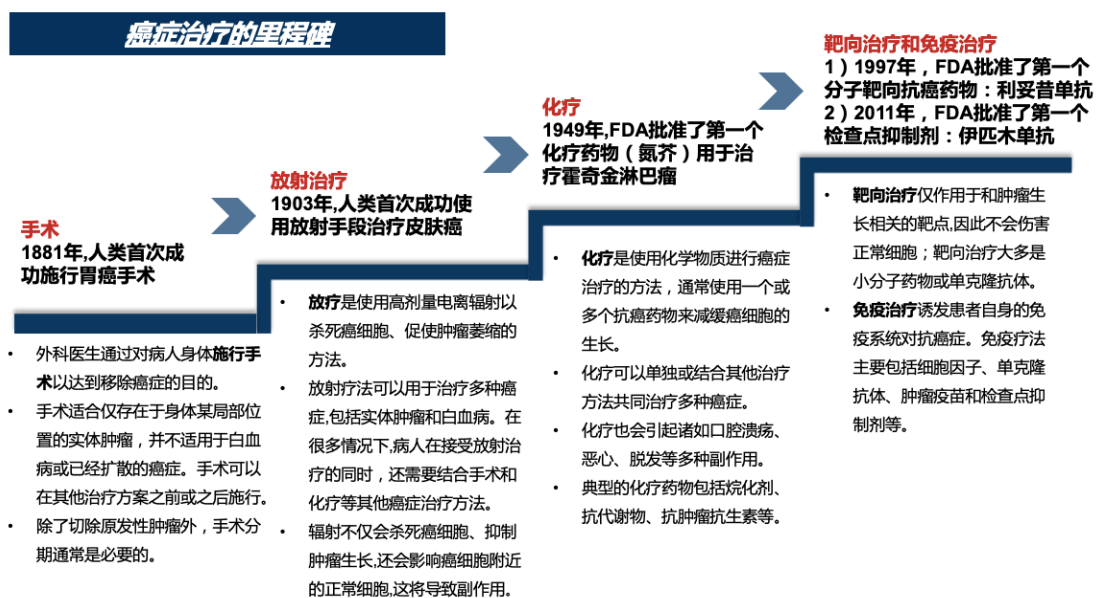 癌症治疗的里程碑
手术
1881年,人类首次成
功施行胃癌手术
• 外科医生通过对病人身体施行手
术以达到移除癌症的目的。
• 手术适合仅存在于身体某局部位
置的实体肿瘤，并不适用于白血
病或已经扩散的癌症。手术可以
在其他治疗方案之前或之后施行。
• 除了切除原发性肿瘤外，手术分
期通常是必要的。
放射治疗
1903年,人类首次成功使
用放射手段治疗皮肤癌
• 放疗是使用高剂量电离辐射以
杀死癌细胞、促使肿瘤萎缩的
方法。
• 放射疗法可以用于治疗多种癌
症,包括实体肿瘤和白血病。在
很多情况下,病人在接受放射治
疗的同时，还需要结合手术和
化疗等其他癌症治疗方法。
• 辐射不仅会杀死癌细胞、抑制
肿瘤生长,还会影响癌细胞附近
的正常细胞,这将导致副作用。
化疗
1949年,FDA批准了第一个
化疗药物（氮芥）用于治
疗霍奇金淋巴瘤
• 化疗是使用化学物质进行癌症
治疗的方法，通常使用一个或
多个抗癌药物来减缓癌细胞的
生长。
• 化疗可以单独或结合其他治疗
方法共同治疗多种癌症。
• 化疗也会引起诸如口腔溃疡、
恶心、脱发等多种副作用。
• 典型的化疗药物包括烷化剂、
抗代谢物、抗肿瘤抗生素等。
靶向治疗和免疫治疗
1）1997年，FDA批准了第一个
分子靶向抗癌药物：利妥昔单抗
2）2011年，FDA批准了第一个
检查点抑制剂：伊匹木单抗
• 靶向治疗仅作用于和肿瘤生
长相关的靶点,因此不会伤害
正常细胞；靶向治疗大多是
小分子药物或单克隆抗体。
• 免疫治疗诱发患者自身的免
疫系统对抗癌症。免疫疗法
主要包括细胞因子、单克隆
抗体、肿瘤疫苗和检查点抑
制剂等。